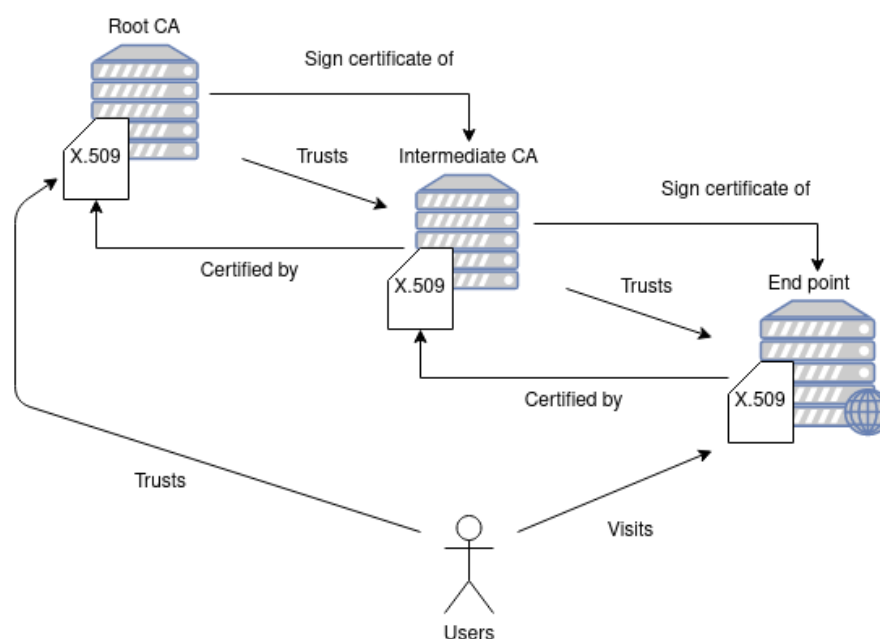 Root CA
Sign certificate of
X.509
Trusts
Intermediate CA
Sign certificate of
Certified by
X.509
Trusts
End point
Certified by
X.509
Trusts
Visits
Users